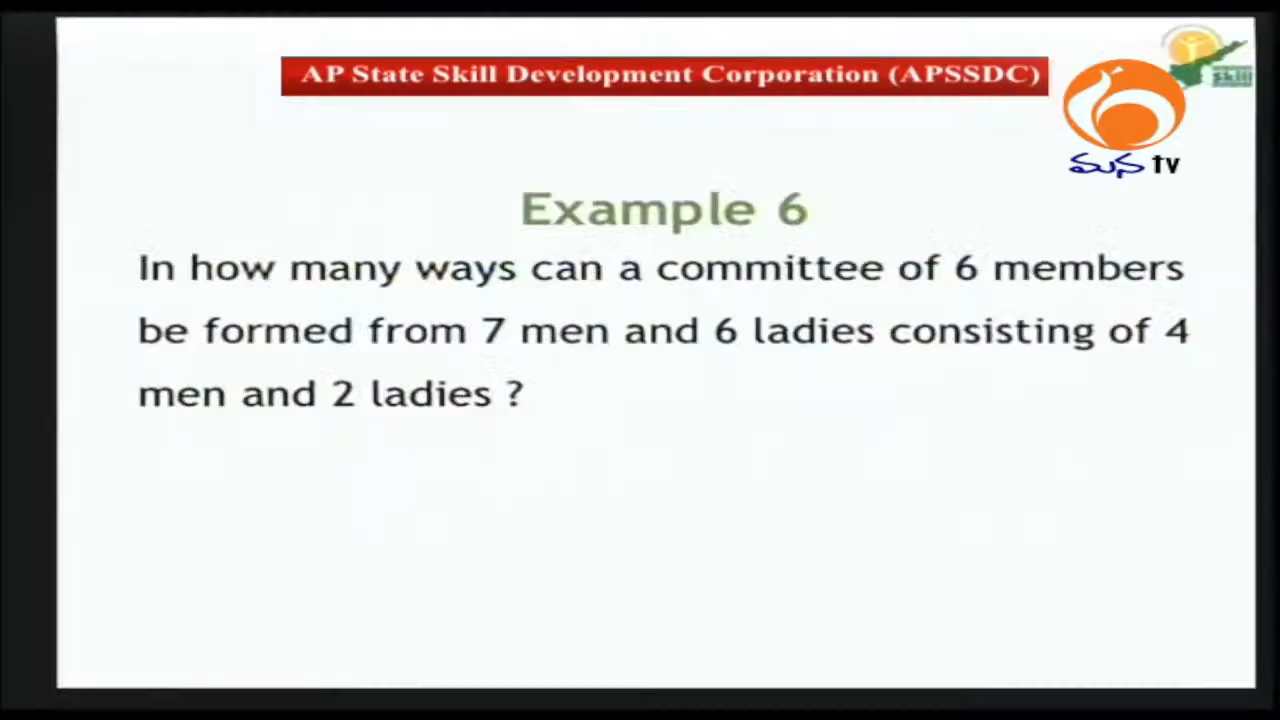 AP State Skill Development Corporation (APSSDC)
Skill
మన tv
Example 6
In how many ways can a committee of 6 members
be formed from 7 men and 6 ladies consisting of 4
men and 2 ladies ?